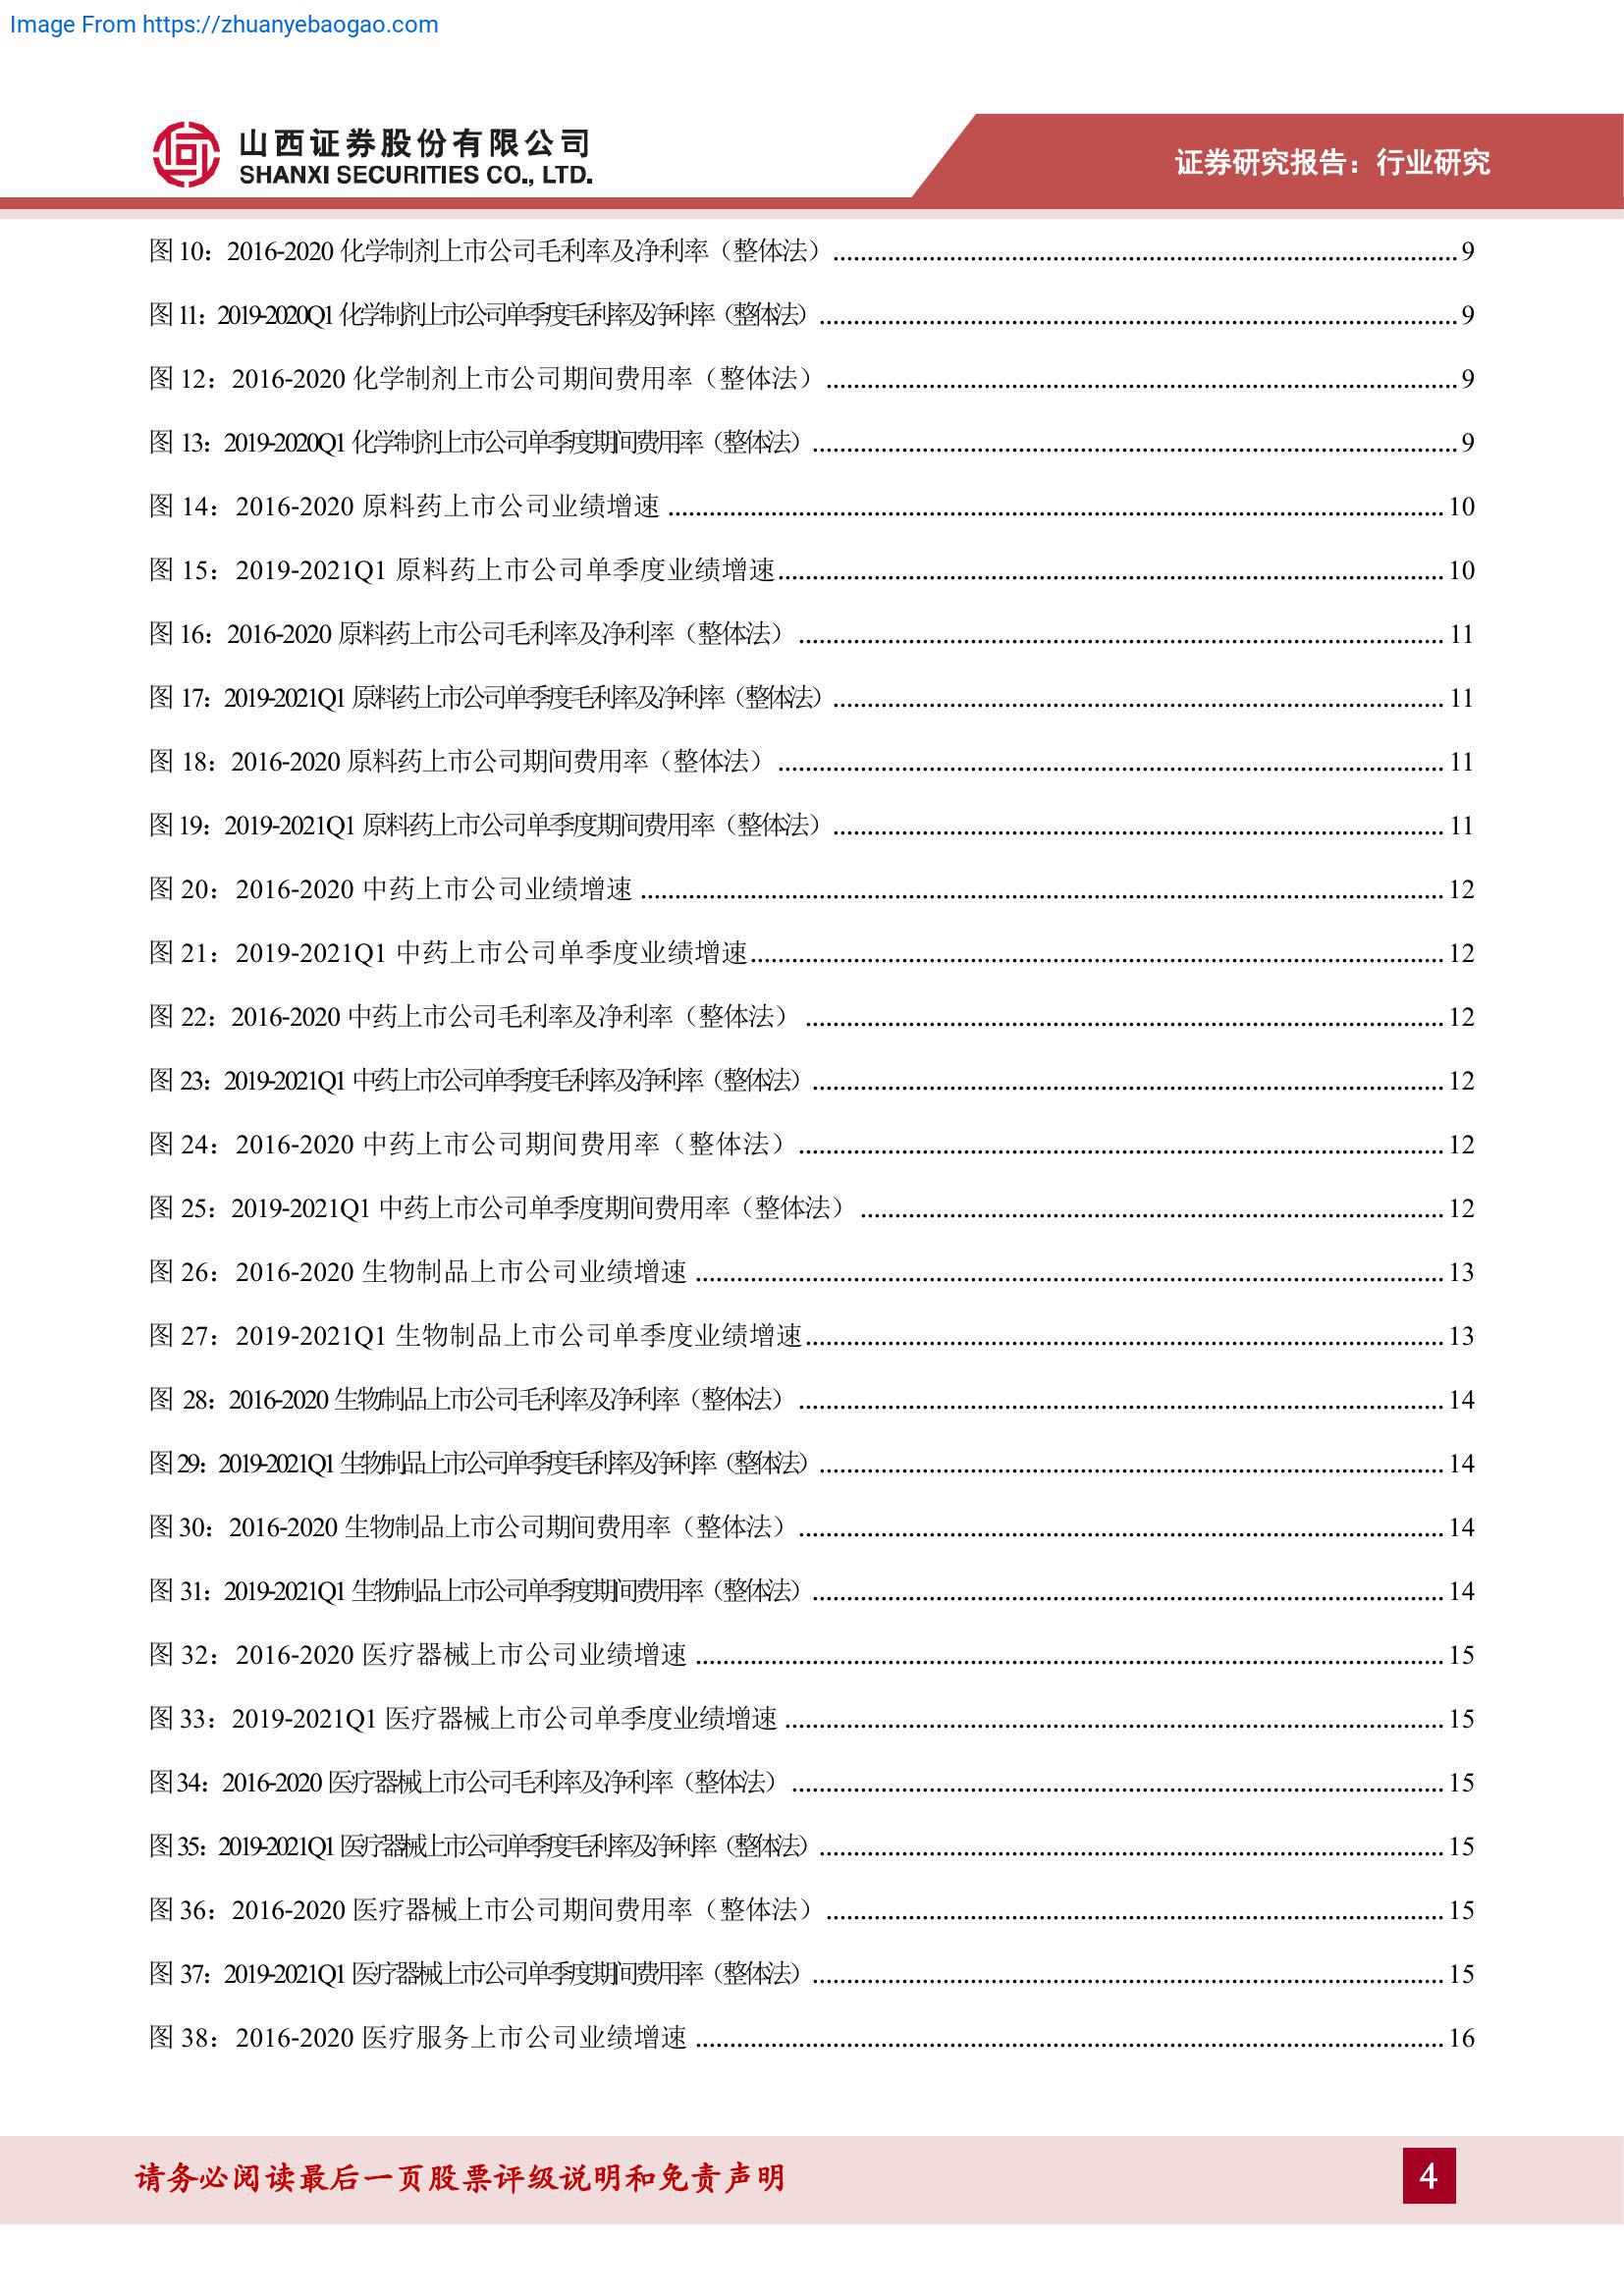 Image From https://zhuanyebaogao.com
山西证券股份有限公司
SHANXI SECURITIES CO., LTD.
证券研究报告：行业研究
图 10：2016-2020 化学制剂上市公司毛利率及净利率（整体法）9
图 11：2019-2020Q1 化学制剂上市公司单季度毛利率及净利率（整体法）9
图 12：2016-2020 化学制剂上市公司期间费用率（整体法）9
图 13：2019-2020Q1 化学制剂上市公司单季度期间费用率（整体法）9
图 14：2016-2020 原料药上市公司业绩增速 10
图 15：2019-2021Q1 原料药上市公司单季度业绩增速 10
图 16：2016-2020 原料药上市公司毛利率及净利率（整体法）11
图 17：2019-2021Q1 原料药上市公司单季度毛利率及净利率（整体法）11
图 18：2016-2020 原料药上市公司期间费用率（整体法）11
图 19：2019-2021Q1 原料药上市公司单季度期间费用率（整体法）11
图 20：2016-2020 中药上市公司业绩增速 12
图 21：2019-2021Q1 中药上市公司单季度业绩增速 12
图 22：2016-2020 中药上市公司毛利率及净利率（整体法）12
图 23：2019-2021Q1 中药上市公司单季度毛利率及净利率（整体法）12
图 24：2016-2020 中药上市公司期间费用率（整体法）12
图 25：2019-2021Q1 中药上市公司单季度期间费用率（整体法）12
图 26：2016-2020 生物制品上市公司业绩增速 13
图 27：2019-2021Q1 生物制品上市公司单季度业绩增速 13
图 28：2016-2020 生物制品上市公司毛利率及净利率（整体法）14
图 29：2019-2021Q1 生物制品上市公司单季度毛利率及净利率（整体法）14
图 30：2016-2020 生物制品上市公司期间费用率（整体法）14
图 31：2019-2021Q1 生物制品上市公司单季度期间费用率（整体法）14
图 32：2016-2020 医疗器械上市公司业绩增速 15
图 33：2019-2021Q1 医疗器械上市公司单季度业绩增速 15
图 34：2016-2020 医疗器械上市公司毛利率及净利率（整体法）15
图 35：2019-2021Q1 医疗器械上市公司单季度毛利率及净利率（整体法）15
图 36：2016-2020 医疗器械上市公司期间费用率（整体法）15
图 37：2019-2021Q1 医疗器械上市公司单季度期间费用率（整体法）15
图 38：2016-2020 医疗服务上市公司业绩增速 16
请务必阅读最后一页股票评级说明和免责声明
4